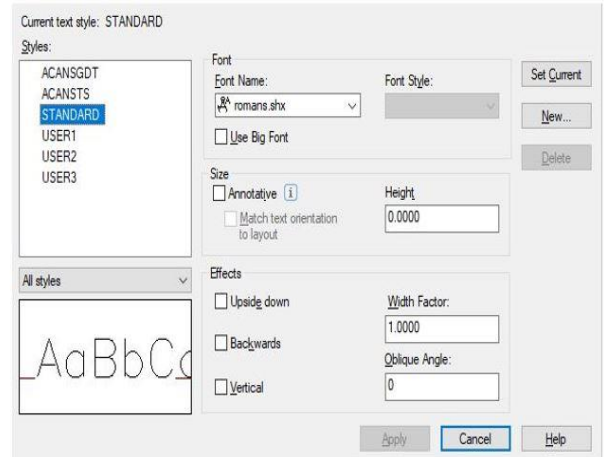 Current text style: STANDARD
Styles:
ACANSGDT
ACANSTS
STANDARD
USER1
USER2
USER3
All styles
AaBbCc
Font
Font Name:
romans.shx
Use Big Font
Font Style:
Size
Annotative i
Match text orientation
to layout
Height
0.0000
Effects
Upside down
Backwards
Vertical
Width Factor:
1.0000
Oblique Angle:
0
Set Current
New...
Delete
Apply
Cancel
Help